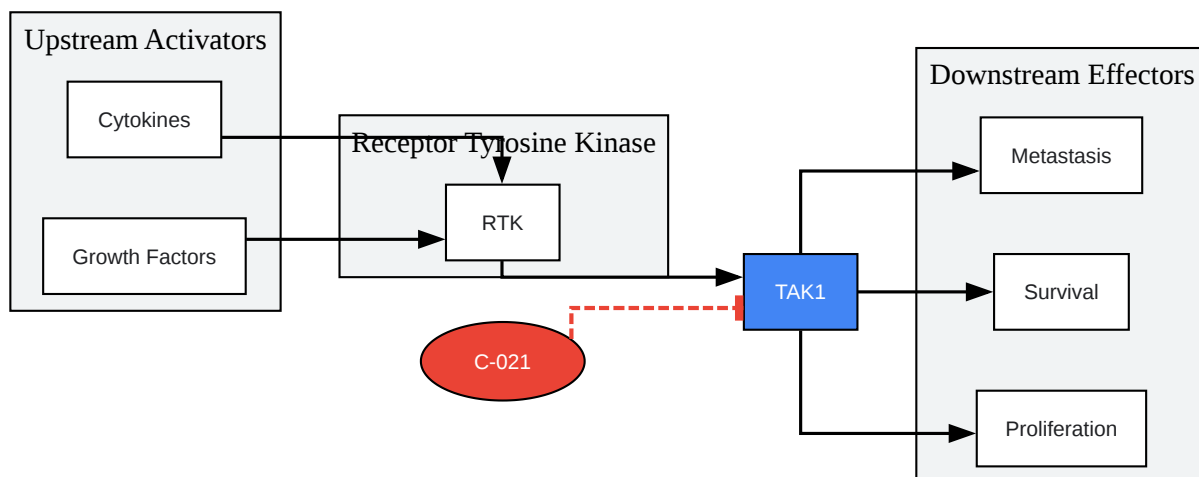 Upstream Activators
Cytokines
Growth Factors
Receptor Tyrosine Kinase
RTK
C-021
TAK1
Downstream Effectors
Metastasis
Survival
Proliferation